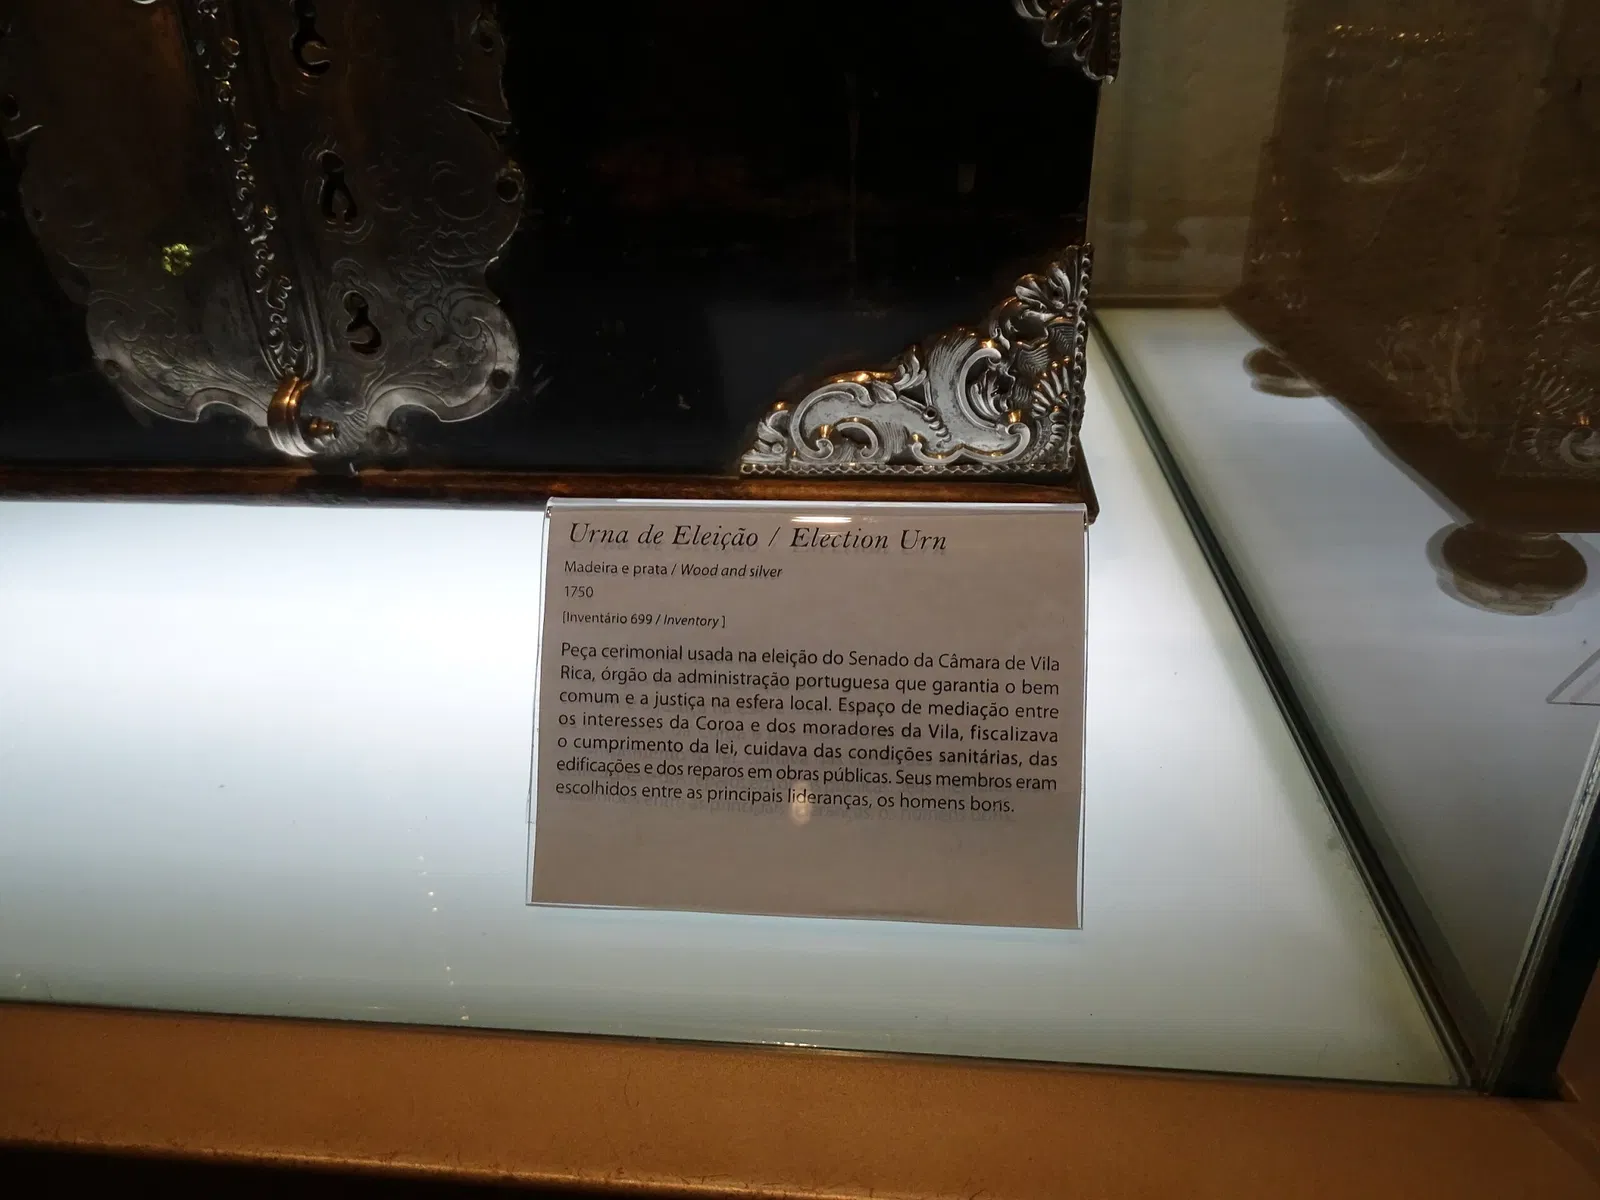 Urna de Eleição / Election Urn
Madeira e prata / Wood and silver
1750
[Inventário 699 / Inventory ]
Peça cerimonial usada na eleição do Senado da Câmara de Vila
Rica, órgão da administração portuguesa que garantia o bem
comum e a justiça na esfera local. Espaço de mediação entre
os interesses da Coroa e dos moradores da Vila, fiscalizava
o cumprimento da lei, cuidava das condições sanitárias, das
edificações e dos reparos em obras públicas. Seus membros eram
escolhidos entre as principais lideranças, os homens bons.